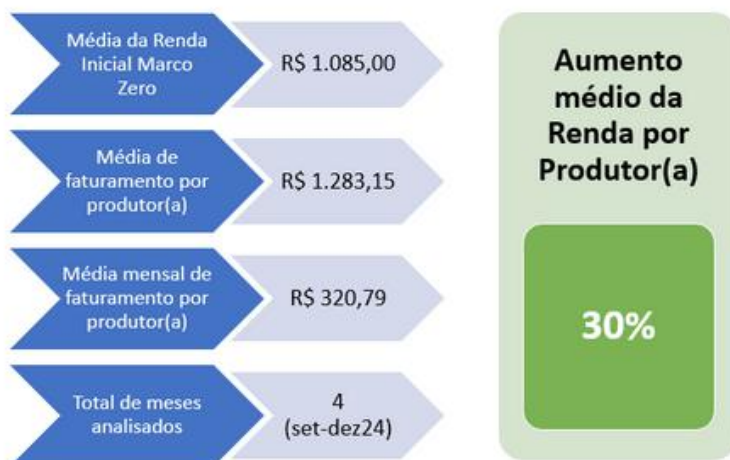 Média da Renda
Inicial Marco
Zero
R$ 1.085,00
Média de
faturamento por
produtor(a)
R$ 1.283,15
Média mensal de
faturamento por
produtor(a)
R$ 320,79
Total de meses
analisados
4
(set-dez24)
Aumento
médio da
Renda por
Produtor(a)
30%